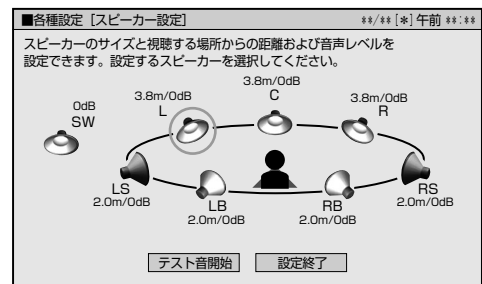 ■各種設定［スピーカー設定］ **/**[*]午前 **:**
スピーカーのサイズと視聴する場所からの距離および音声レベルを
設定できます。設定するスピーカーを選択してください。
0dB
SW
3.8m/0dB
L
3.8m/0dB
C
3.8m/0dB
R
LS
2.0m/0dB
LB
2.0m/0dB
RB
2.0m/0dB
RS
2.0m/0dB
テスト音開始 設定終了